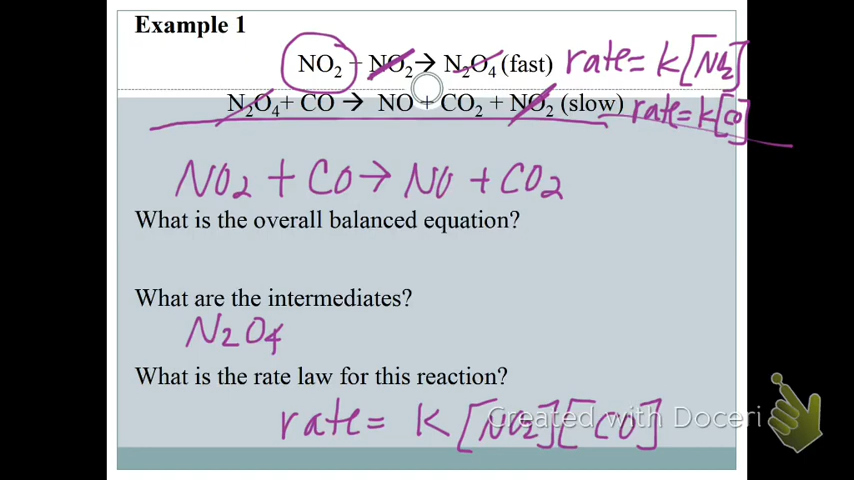 Example 1
NO₂ + NO₂ → N₂O₄ (fast) rate= k[NO₂]
N₂O₄+ CO → NO + CO₂ + NO₂ (slow) rate= k[CO]
NO₂ + CO → NO + CO₂
What is the overall balanced equation?
What are the intermediates?
N₂O₄
What is the rate law for this reaction?
rate= k[NO₂][CO]
Created with Doceri